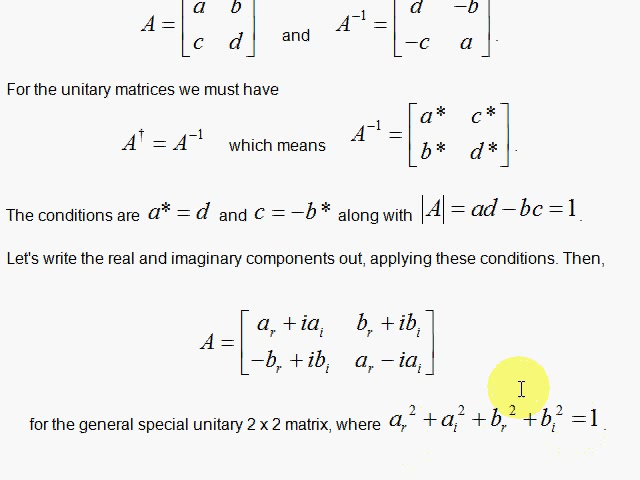 A = [a b; c d] and A⁻¹ = [d −b; −c a].
For the unitary matrices we must have
A† = A⁻¹ which means A⁻¹ = [a* c*; b* d*].
The conditions are a* = d and c = −b* along with |A| = ad − bc = 1.
Let's write the real and imaginary components out, applying these conditions. Then,
A = [aᵣ + iaᵢ bᵣ + ibᵢ; −bᵣ + ibᵢ aᵣ − iaᵢ]
for the general special unitary 2 x 2 matrix, where aᵣ² + aᵢ² + bᵣ² + bᵢ² = 1.